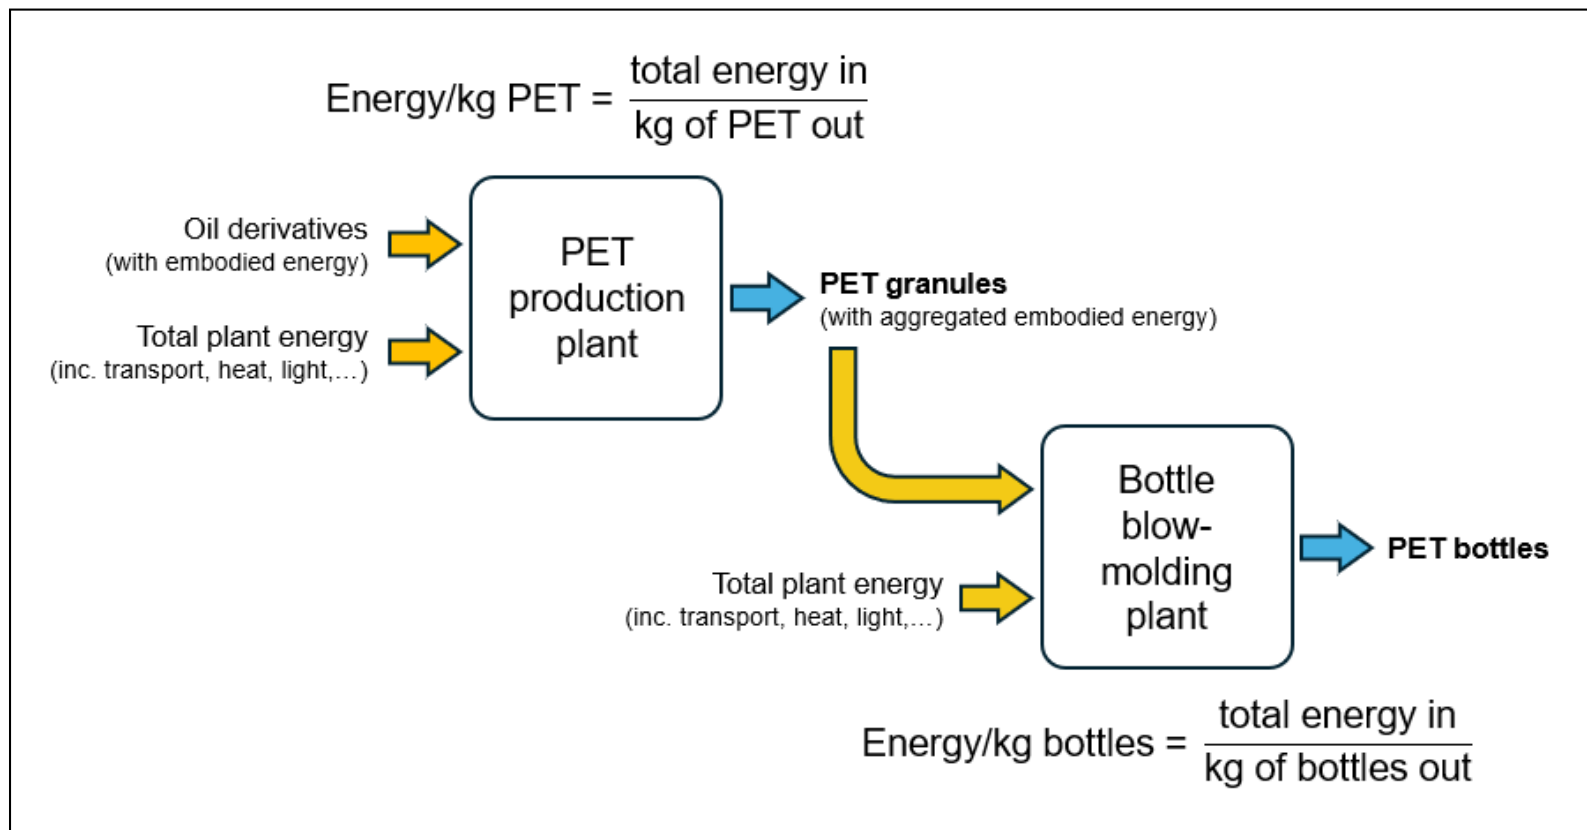 total energy in
Energy/kg PET =
kg of PET out
Oil derivatives
(with embodied energy)
Total plant energy
(inc. transport, heat, light,...)
PET
production
plant
PET granules
(with aggregated embodied energy)
Total plant energy
(inc. transport, heat, light,...)
Bottle
blow-
molding
plant
PET bottles
total energy in
Energy/kg bottles =
kg of bottles out